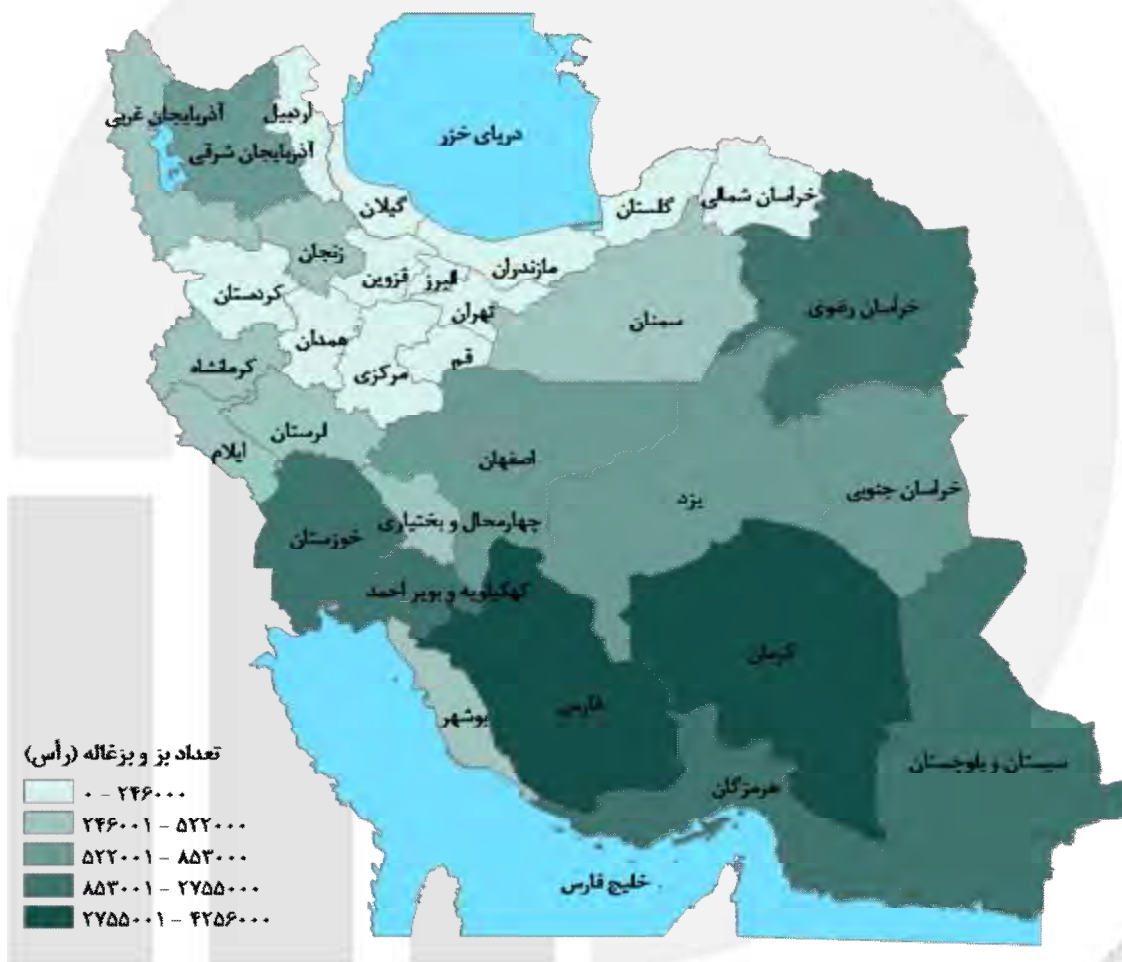 دریای خزر
آذربایجان غربی
اردبیل
آذربایجان شرقی
گیلان
گلستان
خراسان شمالی
زنجان
قزوین
البرز
مازندران
کردستان
تهران
سمنان
خراسان رضوی
همدان
قم
مرکزی
کرمانشاه
لرستان
ایلام
اصفهان
یزد
خراسان جنوبی
چهارمحال و بختیاری
خوزستان
کهگیلویه و بویر احمد
کرمان
فارس
بوشهر
سیستان و بلوچستان
هرمزگان
خلیج فارس
تعداد بز و بزغاله (رأس)
۰ - ۲۴۶۰۰۰
۲۴۶۰۰۱ - ۵۲۲۰۰۰
۵۲۲۰۰۱ - ۸۵۳۰۰۰
۸۵۳۰۰۱ - ۲۷۵۵۰۰۰
۲۷۵۵۰۰۱ - ۴۲۵۶۰۰۰